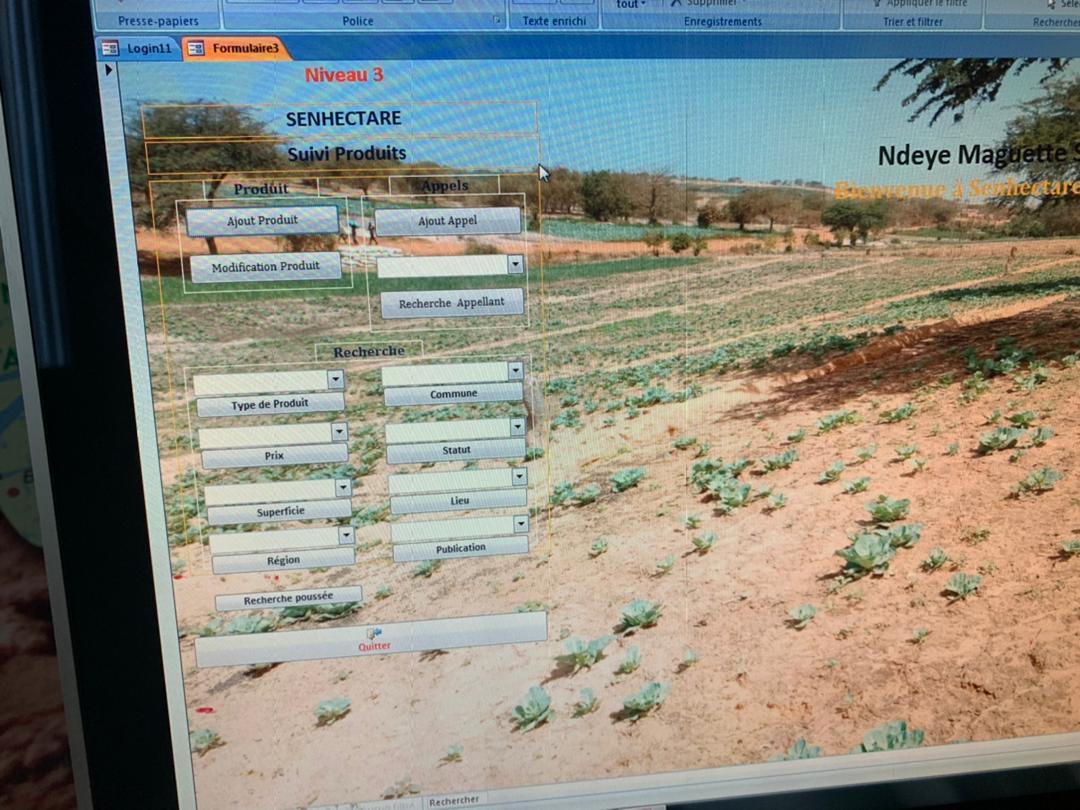 tout
Supprimer
Appliquer le filtre
Presse-papiers
Police
Texte enrichi
Enregistrements
Trier et filtrer
Login11
Formulaire3
Niveau 3
SENHECTARE
Suivi Produits
Ndeye Maguette
Bienvenue à Senhectare
Produit
Appels
Ajout Produit
Ajout Appel
Modification Produit
Recherche Appellant
Recherche
Type de Produit
Commune
Prix
Statut
Superficie
Lieu
Région
Publication
Recherche poussée
Quitter
Rechercher